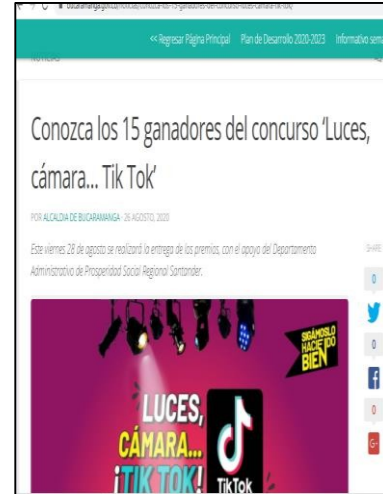 << Regresar Página Principal Plan de Desarrollo 2020-2023 Informativo sema
Conozca los 15 ganadores del concurso ‘Luces,
cámara... Tik Tok’
POR ALCALDIA DE BUCARAMANGA · 26 AGOSTO, 2020
Este viernes 28 de agosto se realizará la entrega de los premios, con el apoyo del Departamento
Administrativo de Prosperidad Social Regional Santander.
SHARE
0
0
0
G+
SIGÁMOSLO
HACIENDO
BIEN
LUCES,
CÁMARA...
¡TIK TOK!
TikTok